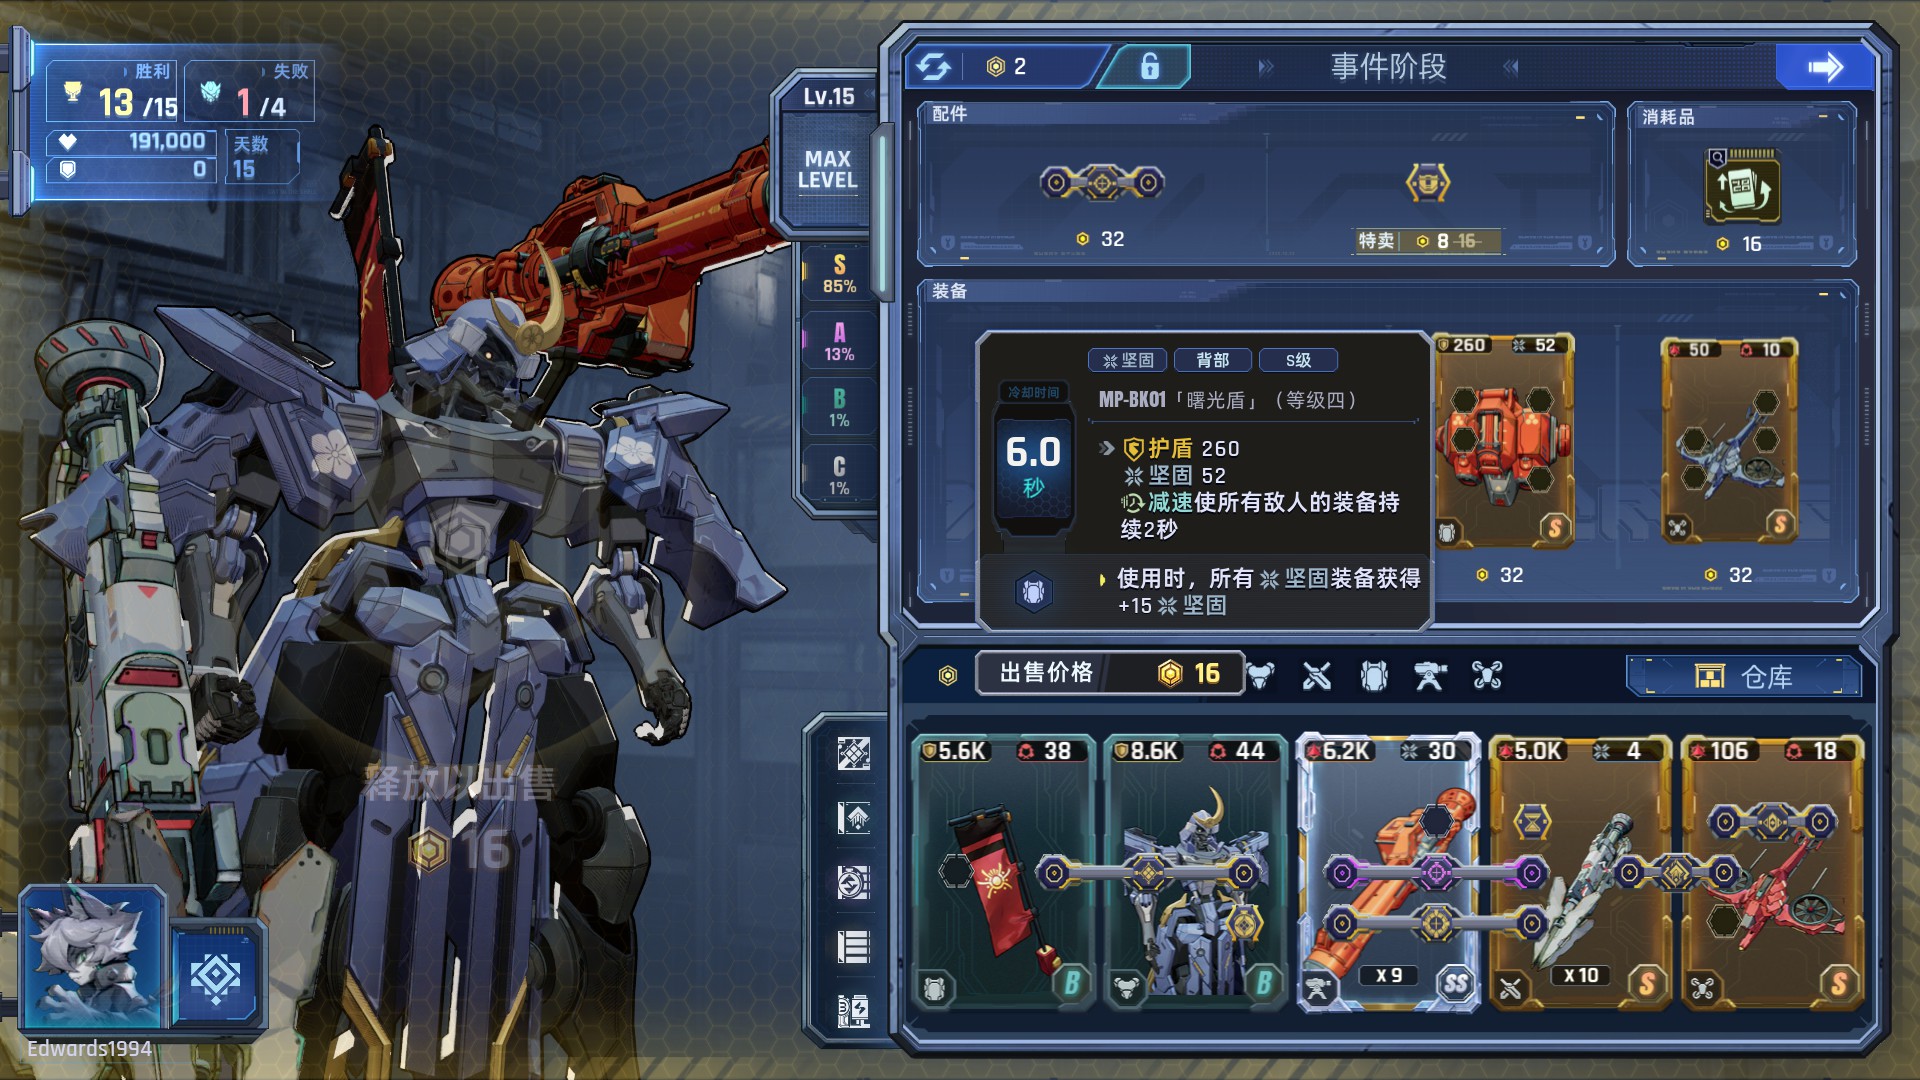 胜利
13 /15
失败
1 /4
191,000
0
天数
15
Lv.15
MAX
LEVEL
S
85%
A
13%
B
1%
C
1%
2
事件阶段
配件
32
特卖 8 16
消耗品
16
装备
坚固 背部 S级
冷却时间
6.0
秒
MP-BK01「曙光盾」（等级四）
护盾 260
坚固 52
减速使所有敌人的装备持
续2秒
使用时，所有坚固装备获得
+15 坚固
260 52
S
32
50 10
S
32
出售价格 16
仓库
5.6K 38
B
8.6K 44
B
6.2K 30
X 9
SS
5.0K 4
X 10
S
106 18
S
释放以出售
16
Edwards1994